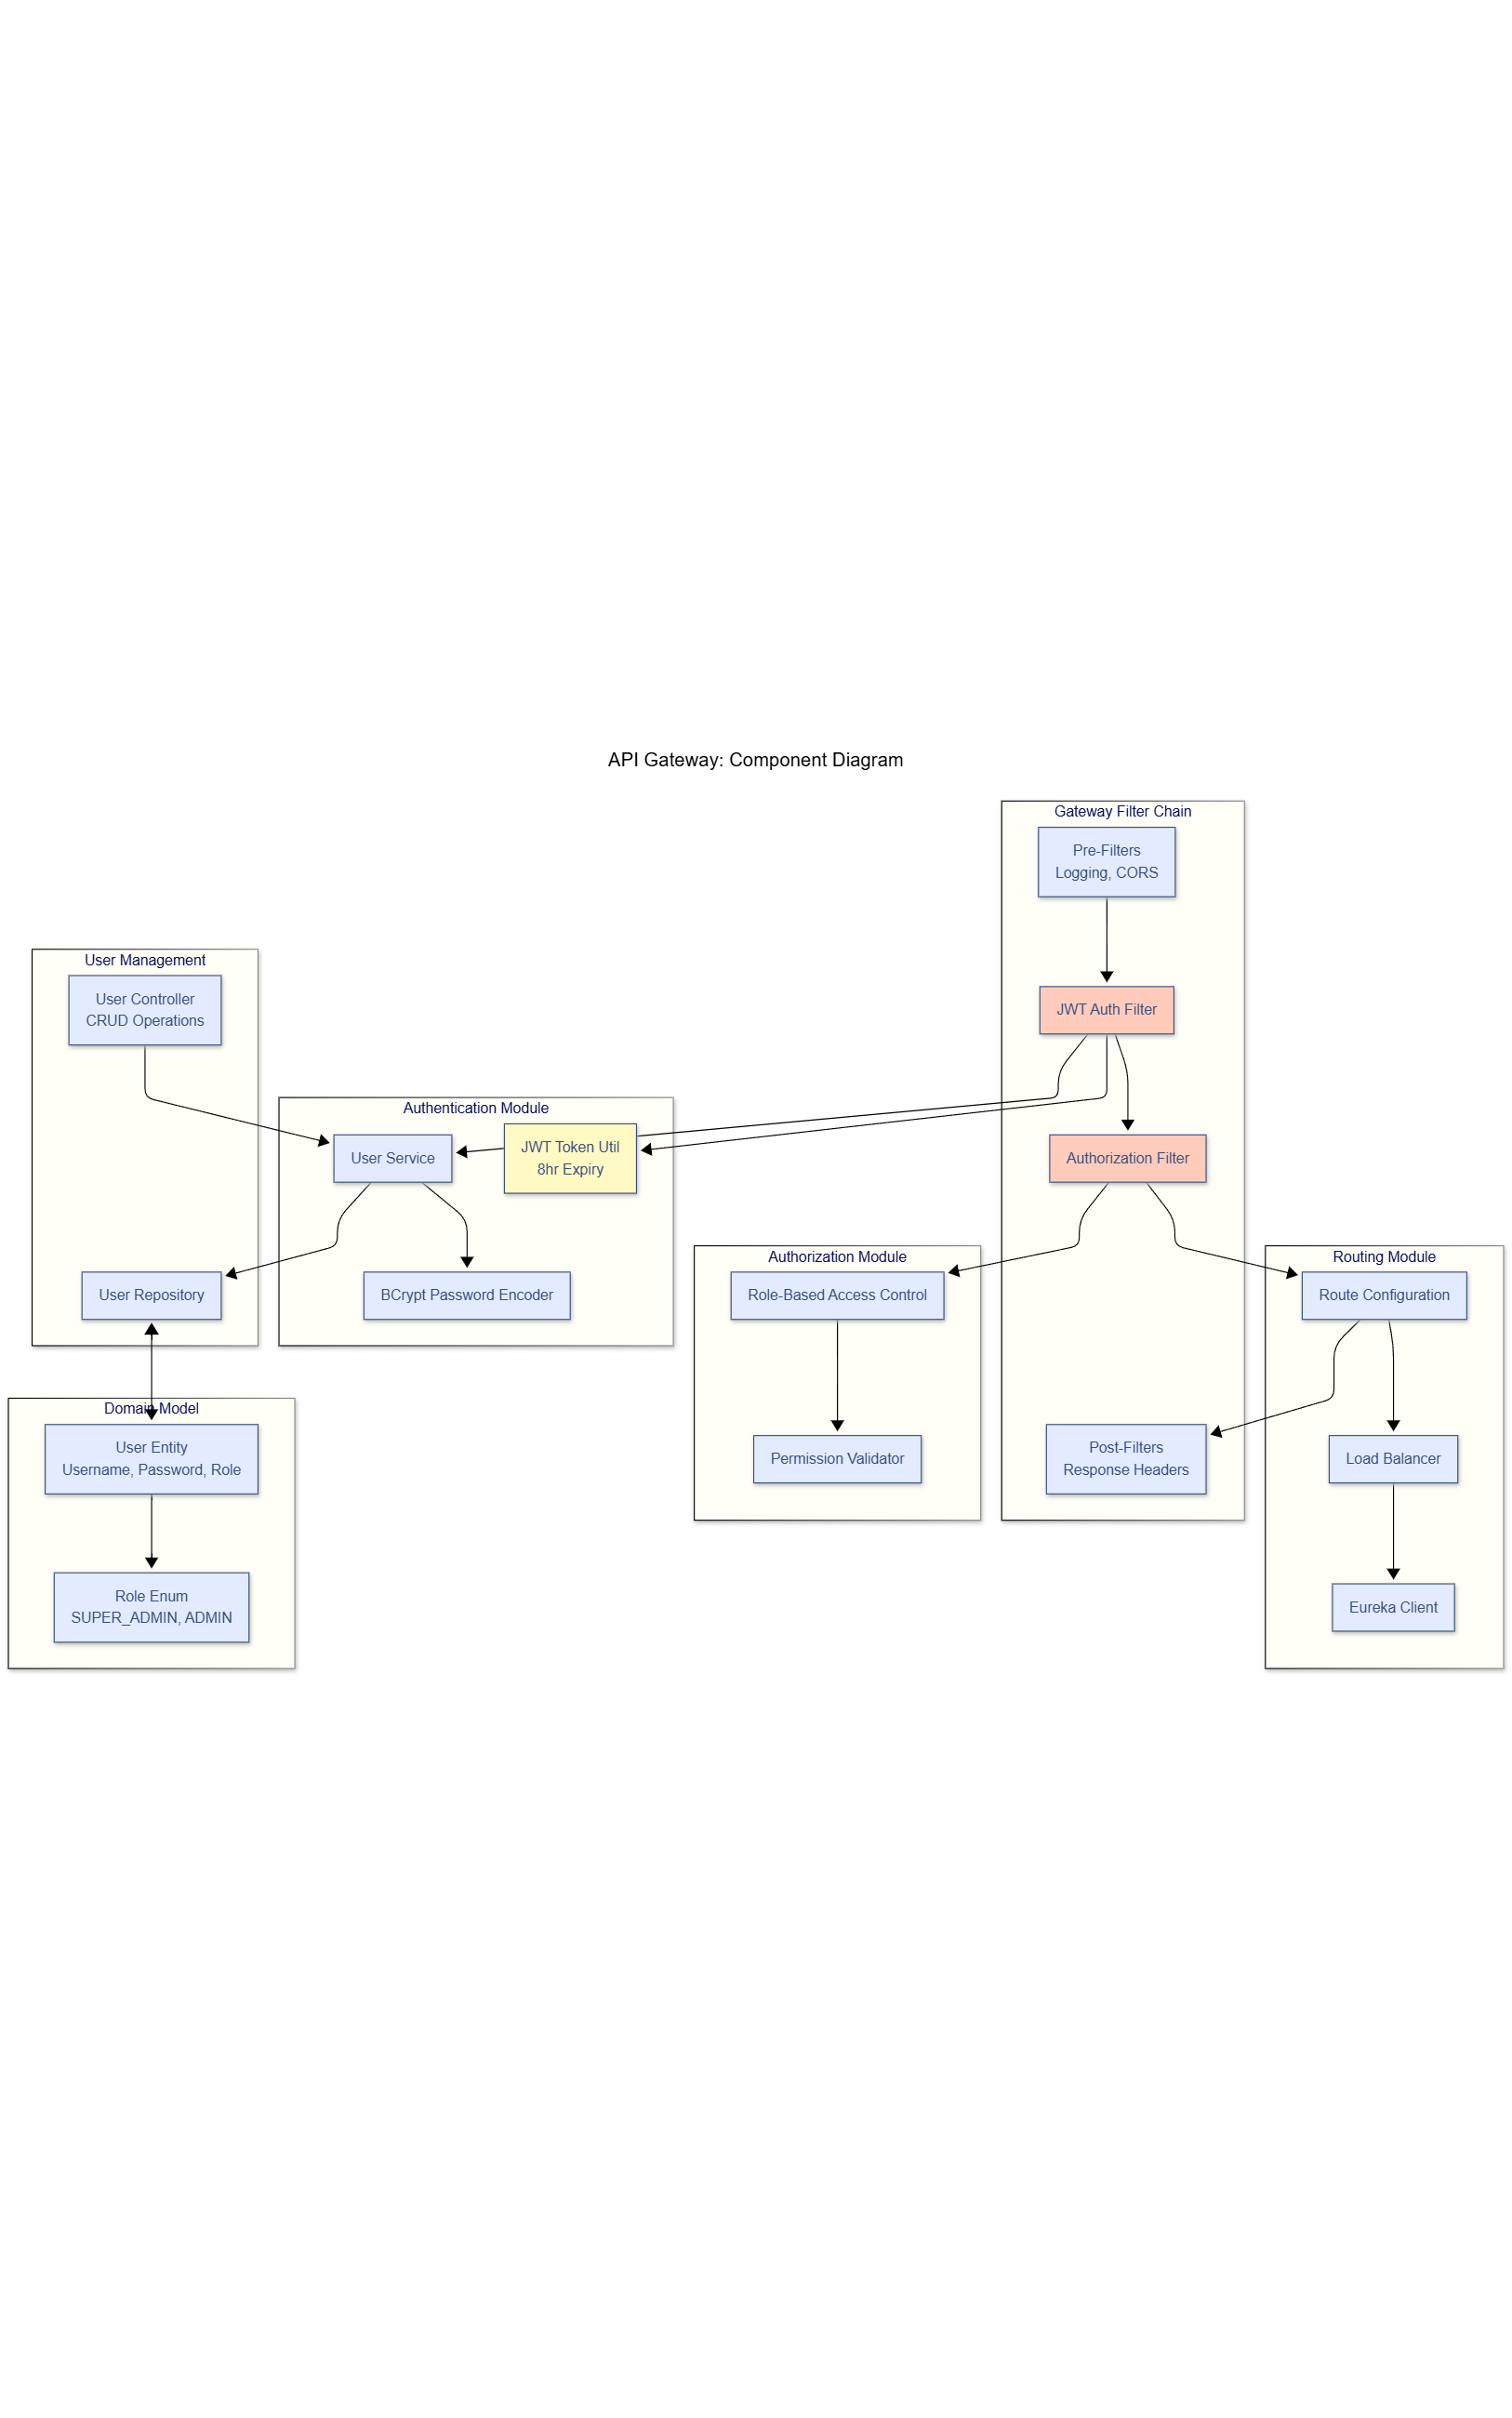 API Gateway: Component Diagram
Gateway Filter Chain
Pre-Filters
Logging, CORS
JWT Auth Filter
Authorization Filter
Post-Filters
Response Headers
User Management
User Controller
CRUD Operations
User Repository
Authentication Module
User Service
JWT Token Util
8hr Expiry
BCrypt Password Encoder
Authorization Module
Role-Based Access Control
Permission Validator
Routing Module
Route Configuration
Load Balancer
Eureka Client
Domain Model
User Entity
Username, Password, Role
Role Enum
SUPER_ADMIN, ADMIN